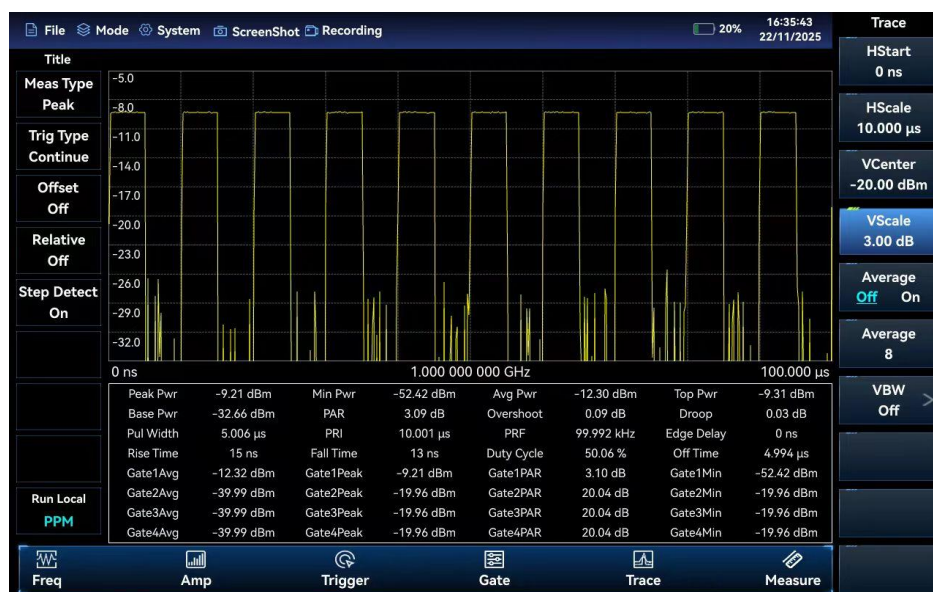 File Mode System ScreenShot Recording 20% 16:35:43 22/11/2025
Title
Meas Type
Peak
Trig Type
Continue
Offset
Off
Relative
Off
Step Detect
On
Run Local
PPM
-5.0
-8.0
-11.0
-14.0
-17.0
-20.0
-23.0
-26.0
-29.0
-32.0
0 ns 1.000 000 000 GHz 100.000 µs
Peak Pwr -9.21 dBm Min Pwr -52.42 dBm Avg Pwr -12.30 dBm Top Pwr -9.31 dBm
Base Pwr -32.66 dBm PAR 3.09 dB Overshoot 0.09 dB Droop 0.03 dB
Pul Width 5.006 µs PRI 10.001 µs PRF 99.992 kHz Edge Delay 0 ns
Rise Time 15 ns Fall Time 13 ns Duty Cycle 50.06 % Off Time 4.994 µs
Gate1Avg -12.32 dBm Gate1Peak -9.21 dBm Gate1PAR 3.10 dB Gate1Min -52.42 dBm
Gate2Avg -39.99 dBm Gate2Peak -19.96 dBm Gate2PAR 20.04 dB Gate2Min -19.96 dBm
Gate3Avg -39.99 dBm Gate3Peak -19.96 dBm Gate3PAR 20.04 dB Gate3Min -19.96 dBm
Gate4Avg -39.99 dBm Gate4Peak -19.96 dBm Gate4PAR 20.04 dB Gate4Min -19.96 dBm
Trace
HStart
0 ns
HScale
10.000 µs
VCenter
-20.00 dBm
VScale
3.00 dB
Average
Off On
Average
8
VBW
Off
Freq Amp Trigger Gate Trace Measure